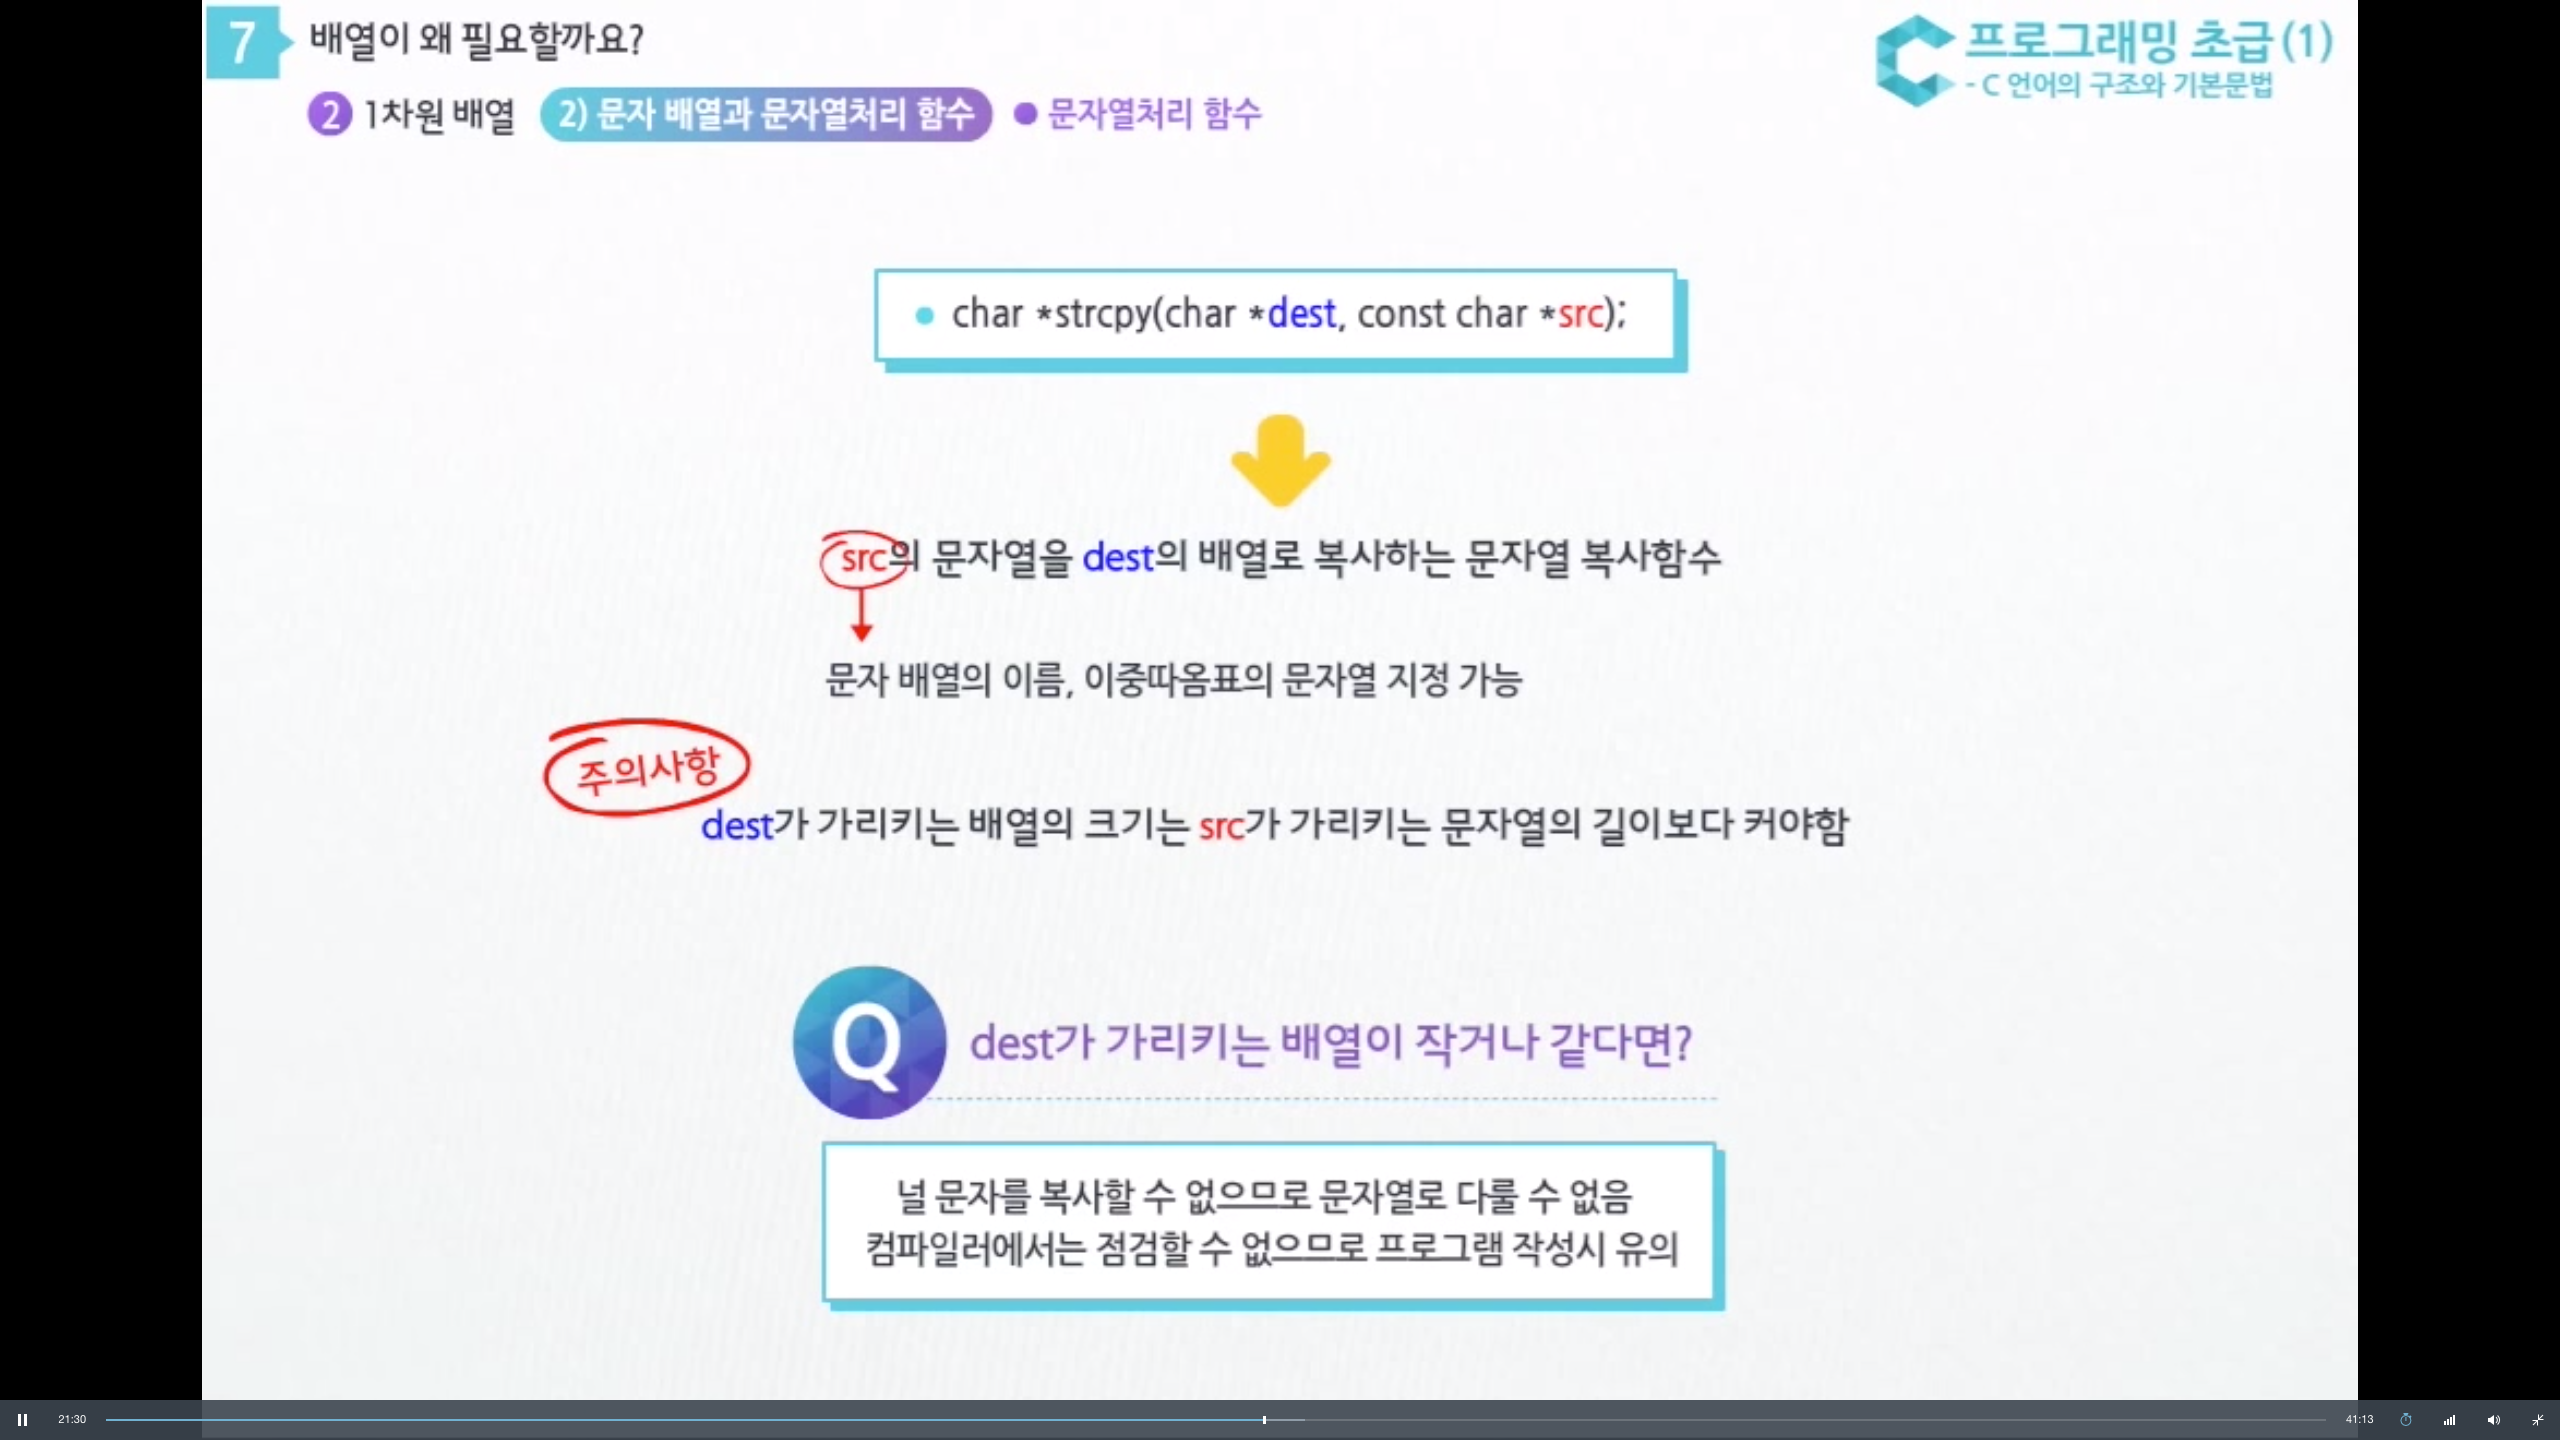 7 배열이 왜 필요할까요?
프로그래밍 초급(1)
- C 언어의 구조와 기본문법
2 1차원 배열 2) 문자 배열과 문자열처리 함수 ● 문자열처리 함수
● char *strcpy(char *dest, const char *src);
src의 문자열을 dest의 배열로 복사하는 문자열 복사함수
문자 배열의 이름, 이중따옴표의 문자열 지정 가능
주의사항
dest가 가리키는 배열의 크기는 src가 가리키는 문자열의 길이보다 커야함
Q dest가 가리키는 배열이 작거나 같다면?
널 문자를 복사할 수 없으므로 문자열로 다룰 수 없음
컴파일러에서는 점검할 수 없으므로 프로그램 작성시 유의
21:30
41:13